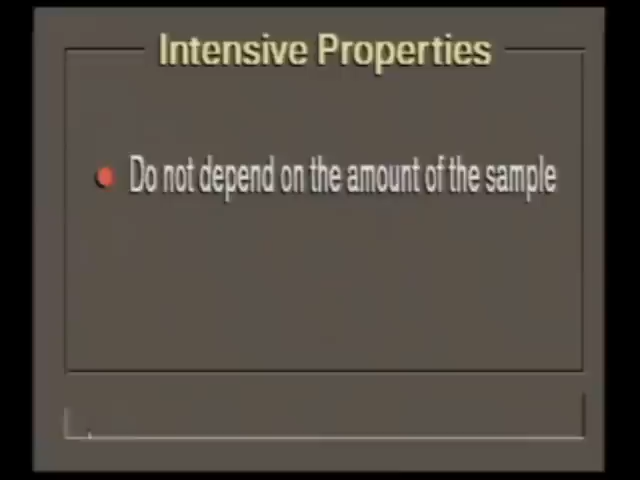 Intensive Properties
Do not depend on the amount of the sample